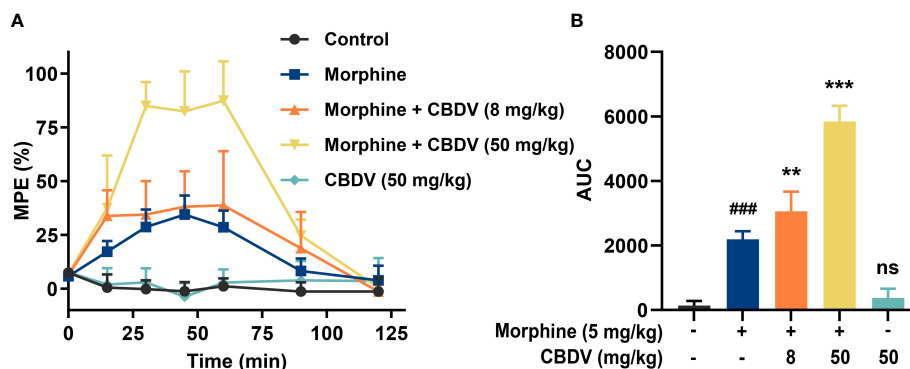 A
Control
Morphine
Morphine + CBDV (8 mg/kg)
Morphine + CBDV (50 mg/kg)
CBDV (50 mg/kg)
MPE (%)
100
75
50
25
0
0 25 50 75 100 125
Time (min)
B
AUC
8000
6000
4000
2000
0
###
**
***
ns
Morphine (5 mg/kg) - + + + -
CBDV (mg/kg) - - 8 50 50